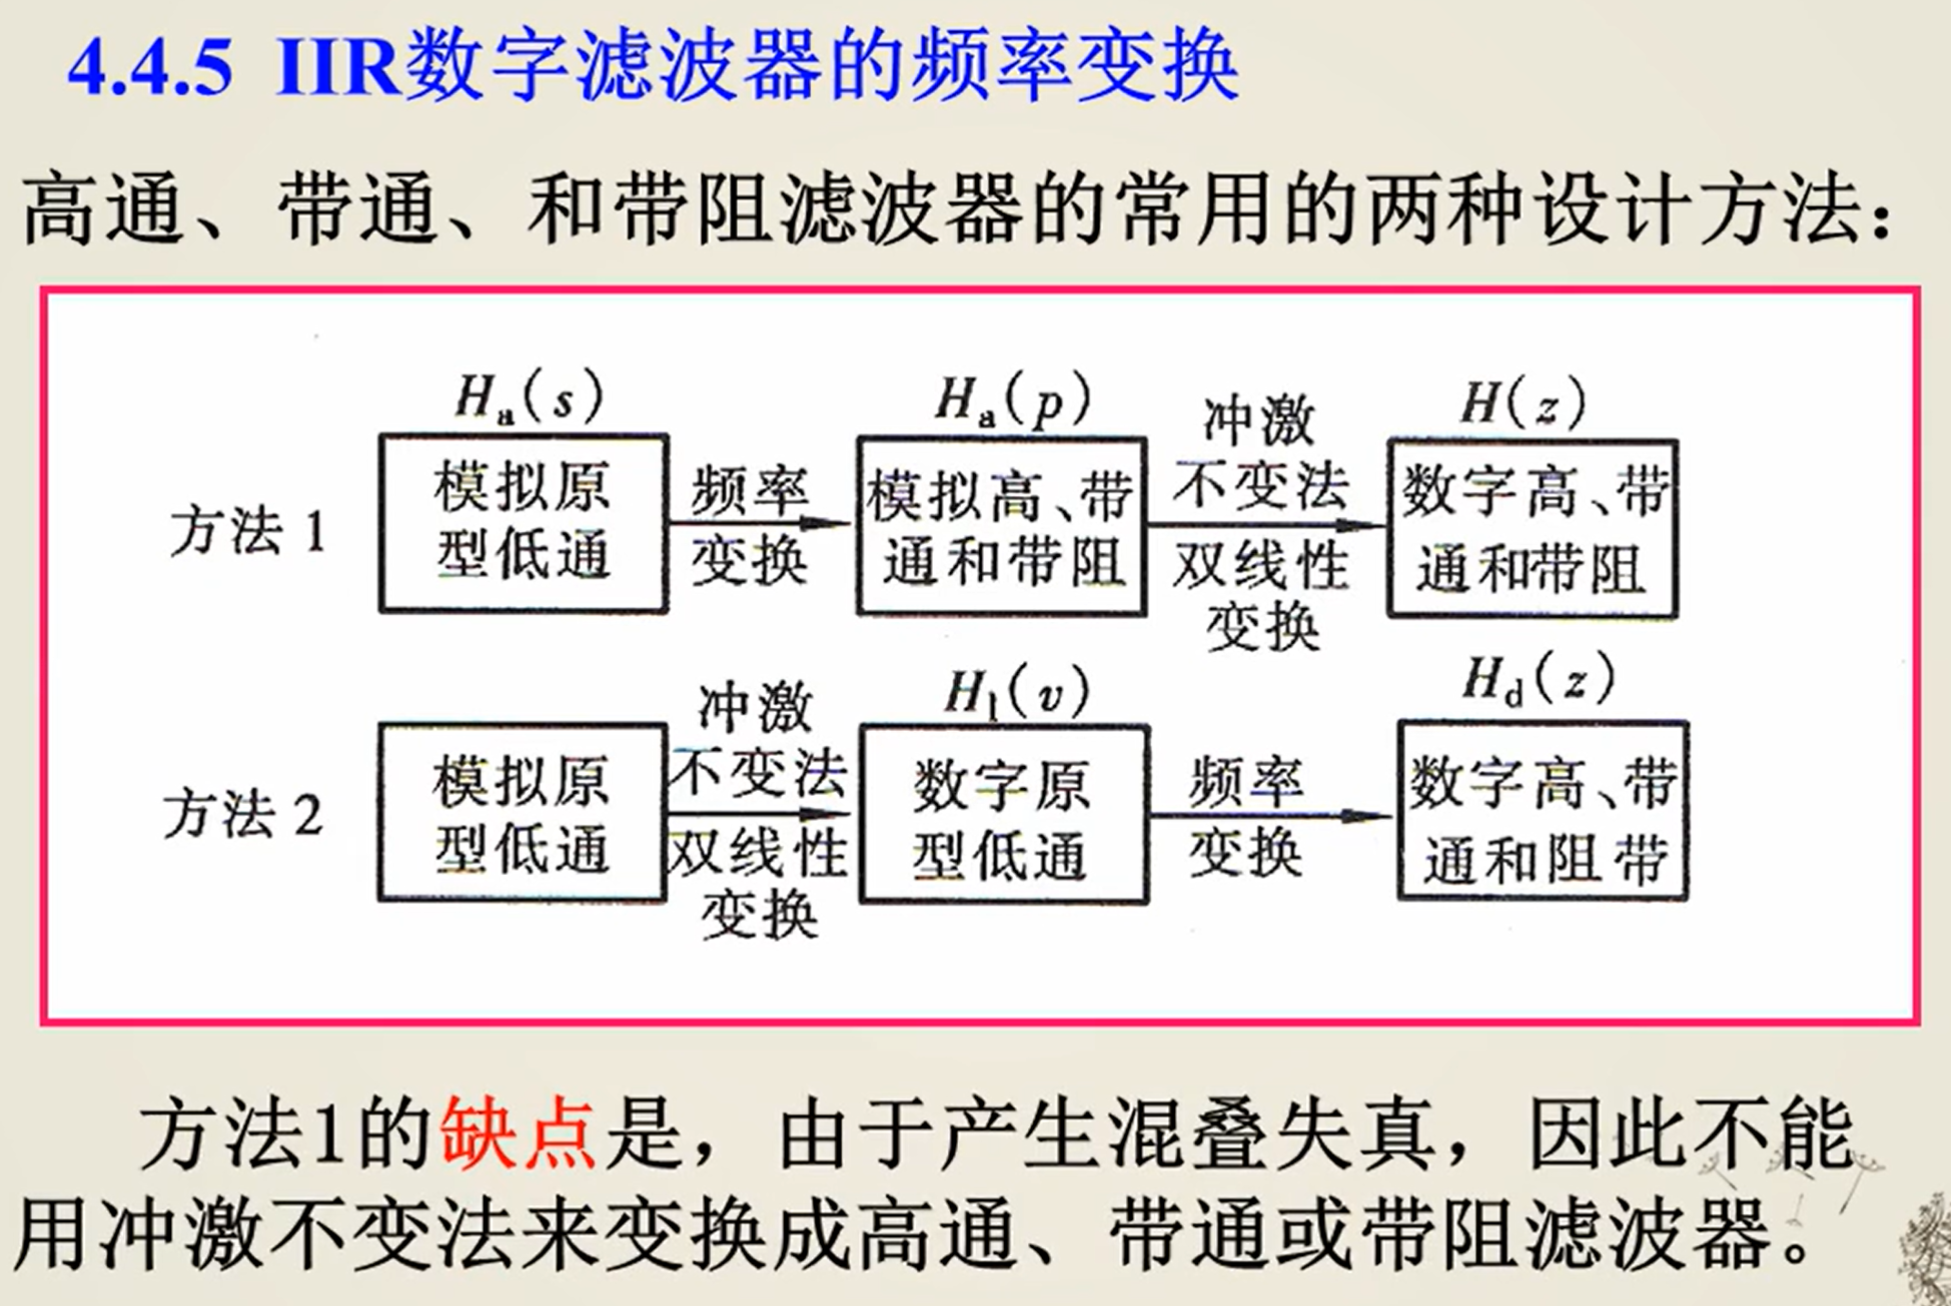 4.4.5 IIR数字滤波器的频率变换
高通、带通、和带阻滤波器的常用的两种设计方法：
方法 1
Hₐ(s)
模拟原
型低通
频率
变换
Hₐ(p)
模拟高、带
通和带阻
冲激
不变法
双线性
变换
H(z)
数字高、带
通和带阻
方法 2
模拟原
型低通
冲激
不变法
双线性
变换
Hₗ(v)
数字原
型低通
频率
变换
H_d(z)
数字高、带
通和阻带
方法1的缺点是，由于产生混叠失真，因此不能
用冲激不变法来变换成高通、带通或带阻滤波器。